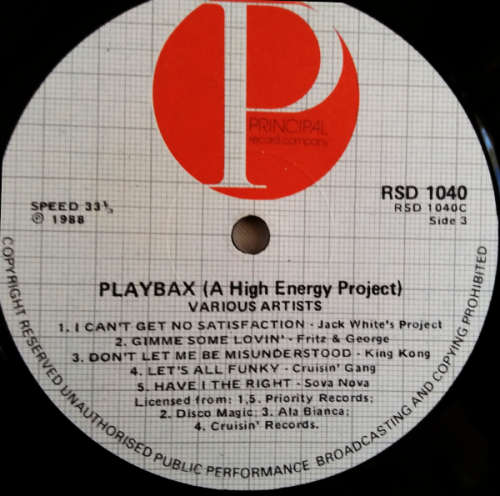 P
PRINCIPAL
record company
SPEED 33⅓
℗ 1988
RSD 1040
RSD 1040C
Side 3
PLAYBAX (A High Energy Project)
VARIOUS ARTISTS
1. I CAN'T GET NO SATISFACTION - Jack White's Project
2. GIMME SOME LOVIN' - Fritz & George
3. DON'T LET ME BE MISUNDERSTOOD - King Kong
4. LET'S ALL FUNKY - Cruisin' Gang
5. HAVE I THE RIGHT - Sova Nova
Licensed from: 1,5. Priority Records;
2. Disco Magic; 3. Ala Bianca;
4. Cruisin' Records.
COPYRIGHT RESERVED UNAUTHORISED PUBLIC PERFORMANCE BROADCASTING AND COPYING PROHIBITED